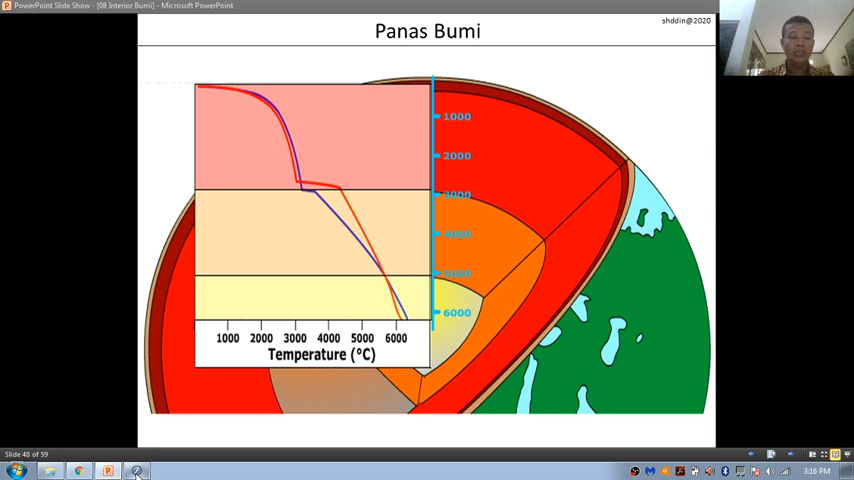 PowerPoint Slide Show - [08 Interior Bumi] - Microsoft PowerPoint
shddin@2020
Panas Bumi
1000
2000
3000
4000
5000
6000
1000 2000 3000 4000 5000 6000
Temperature (°C)
Slide 48 of 59
3:16 PM